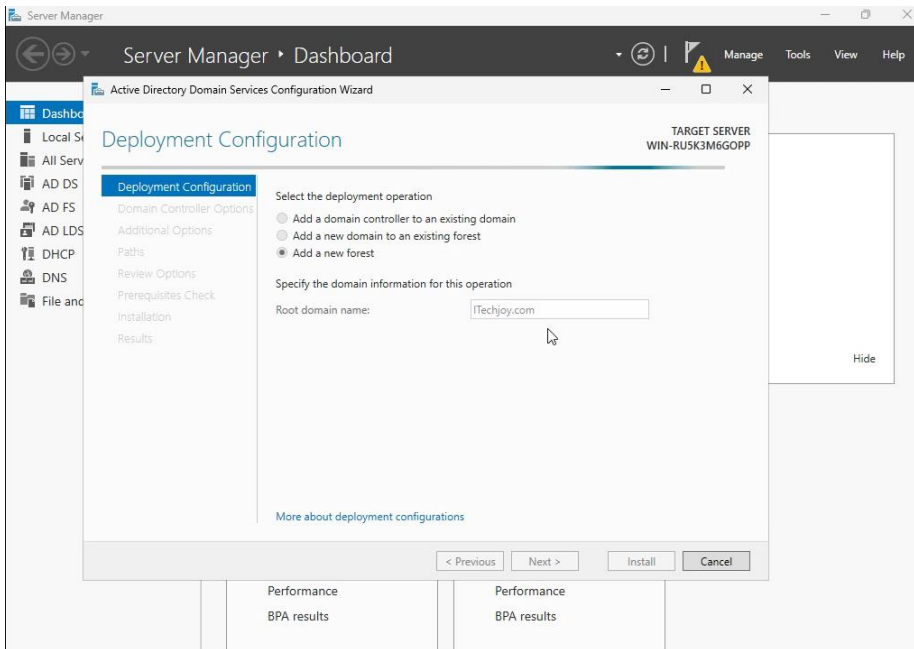 Server Manager
Server Manager ‣ Dashboard
Manage Tools View Help
Active Directory Domain Services Configuration Wizard
Deployment Configuration
TARGET SERVER
WIN-RU5K3M6GOPP
Dashbo
Local Se
All Serv
AD DS
AD FS
AD LDS
DHCP
DNS
File and
Deployment Configuration
Domain Controller Options
Additional Options
Paths
Review Options
Prerequisites Check
Installation
Results
Select the deployment operation
Add a domain controller to an existing domain
Add a new domain to an existing forest
Add a new forest
Specify the domain information for this operation
Root domain name: ITechjoy.com
More about deployment configurations
Hide
< Previous Next > Install Cancel
Performance Performance
BPA results BPA results